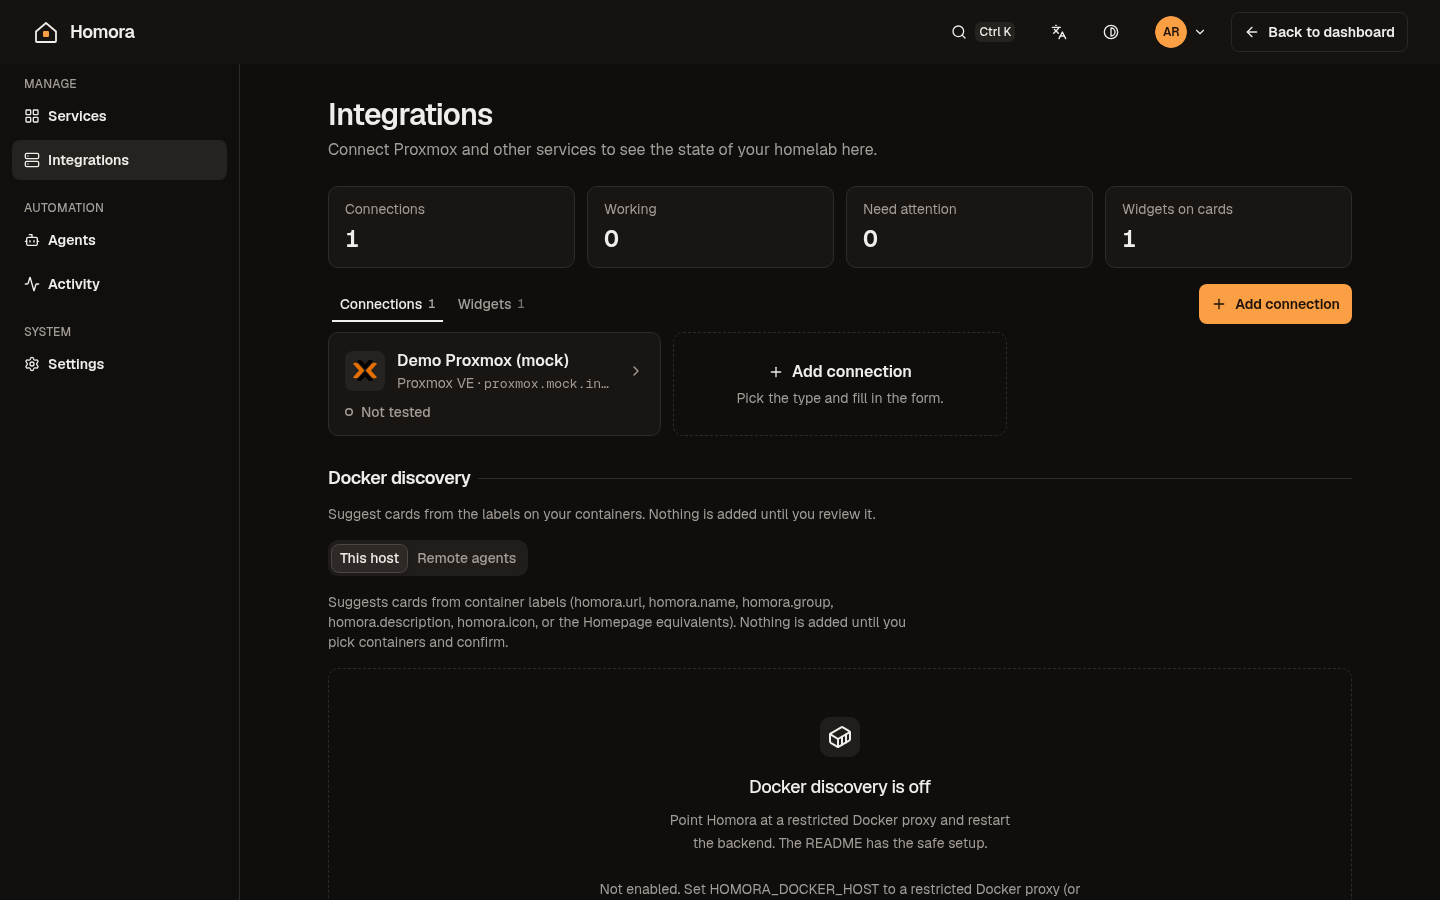 Homora
Ctrl K
AR
Back to dashboard
MANAGE
Services
Integrations
AUTOMATION
Agents
Activity
SYSTEM
Settings
Integrations
Connect Proxmox and other services to see the state of your homelab here.
Connections
1
Working
0
Need attention
0
Widgets on cards
1
Connections 1
Widgets 1
Add connection
Demo Proxmox (mock)
Proxmox VE · proxmox.mock.in…
Not tested
Add connection
Pick the type and fill in the form.
Docker discovery
Suggest cards from the labels on your containers. Nothing is added until you review it.
This host
Remote agents
Suggests cards from container labels (homora.url, homora.name, homora.group,
homora.description, homora.icon, or the Homepage equivalents). Nothing is added until you
pick containers and confirm.
Docker discovery is off
Point Homora at a restricted Docker proxy and restart
the backend. The README has the safe setup.
Not enabled. Set HOMORA_DOCKER_HOST to a restricted Docker proxy (or